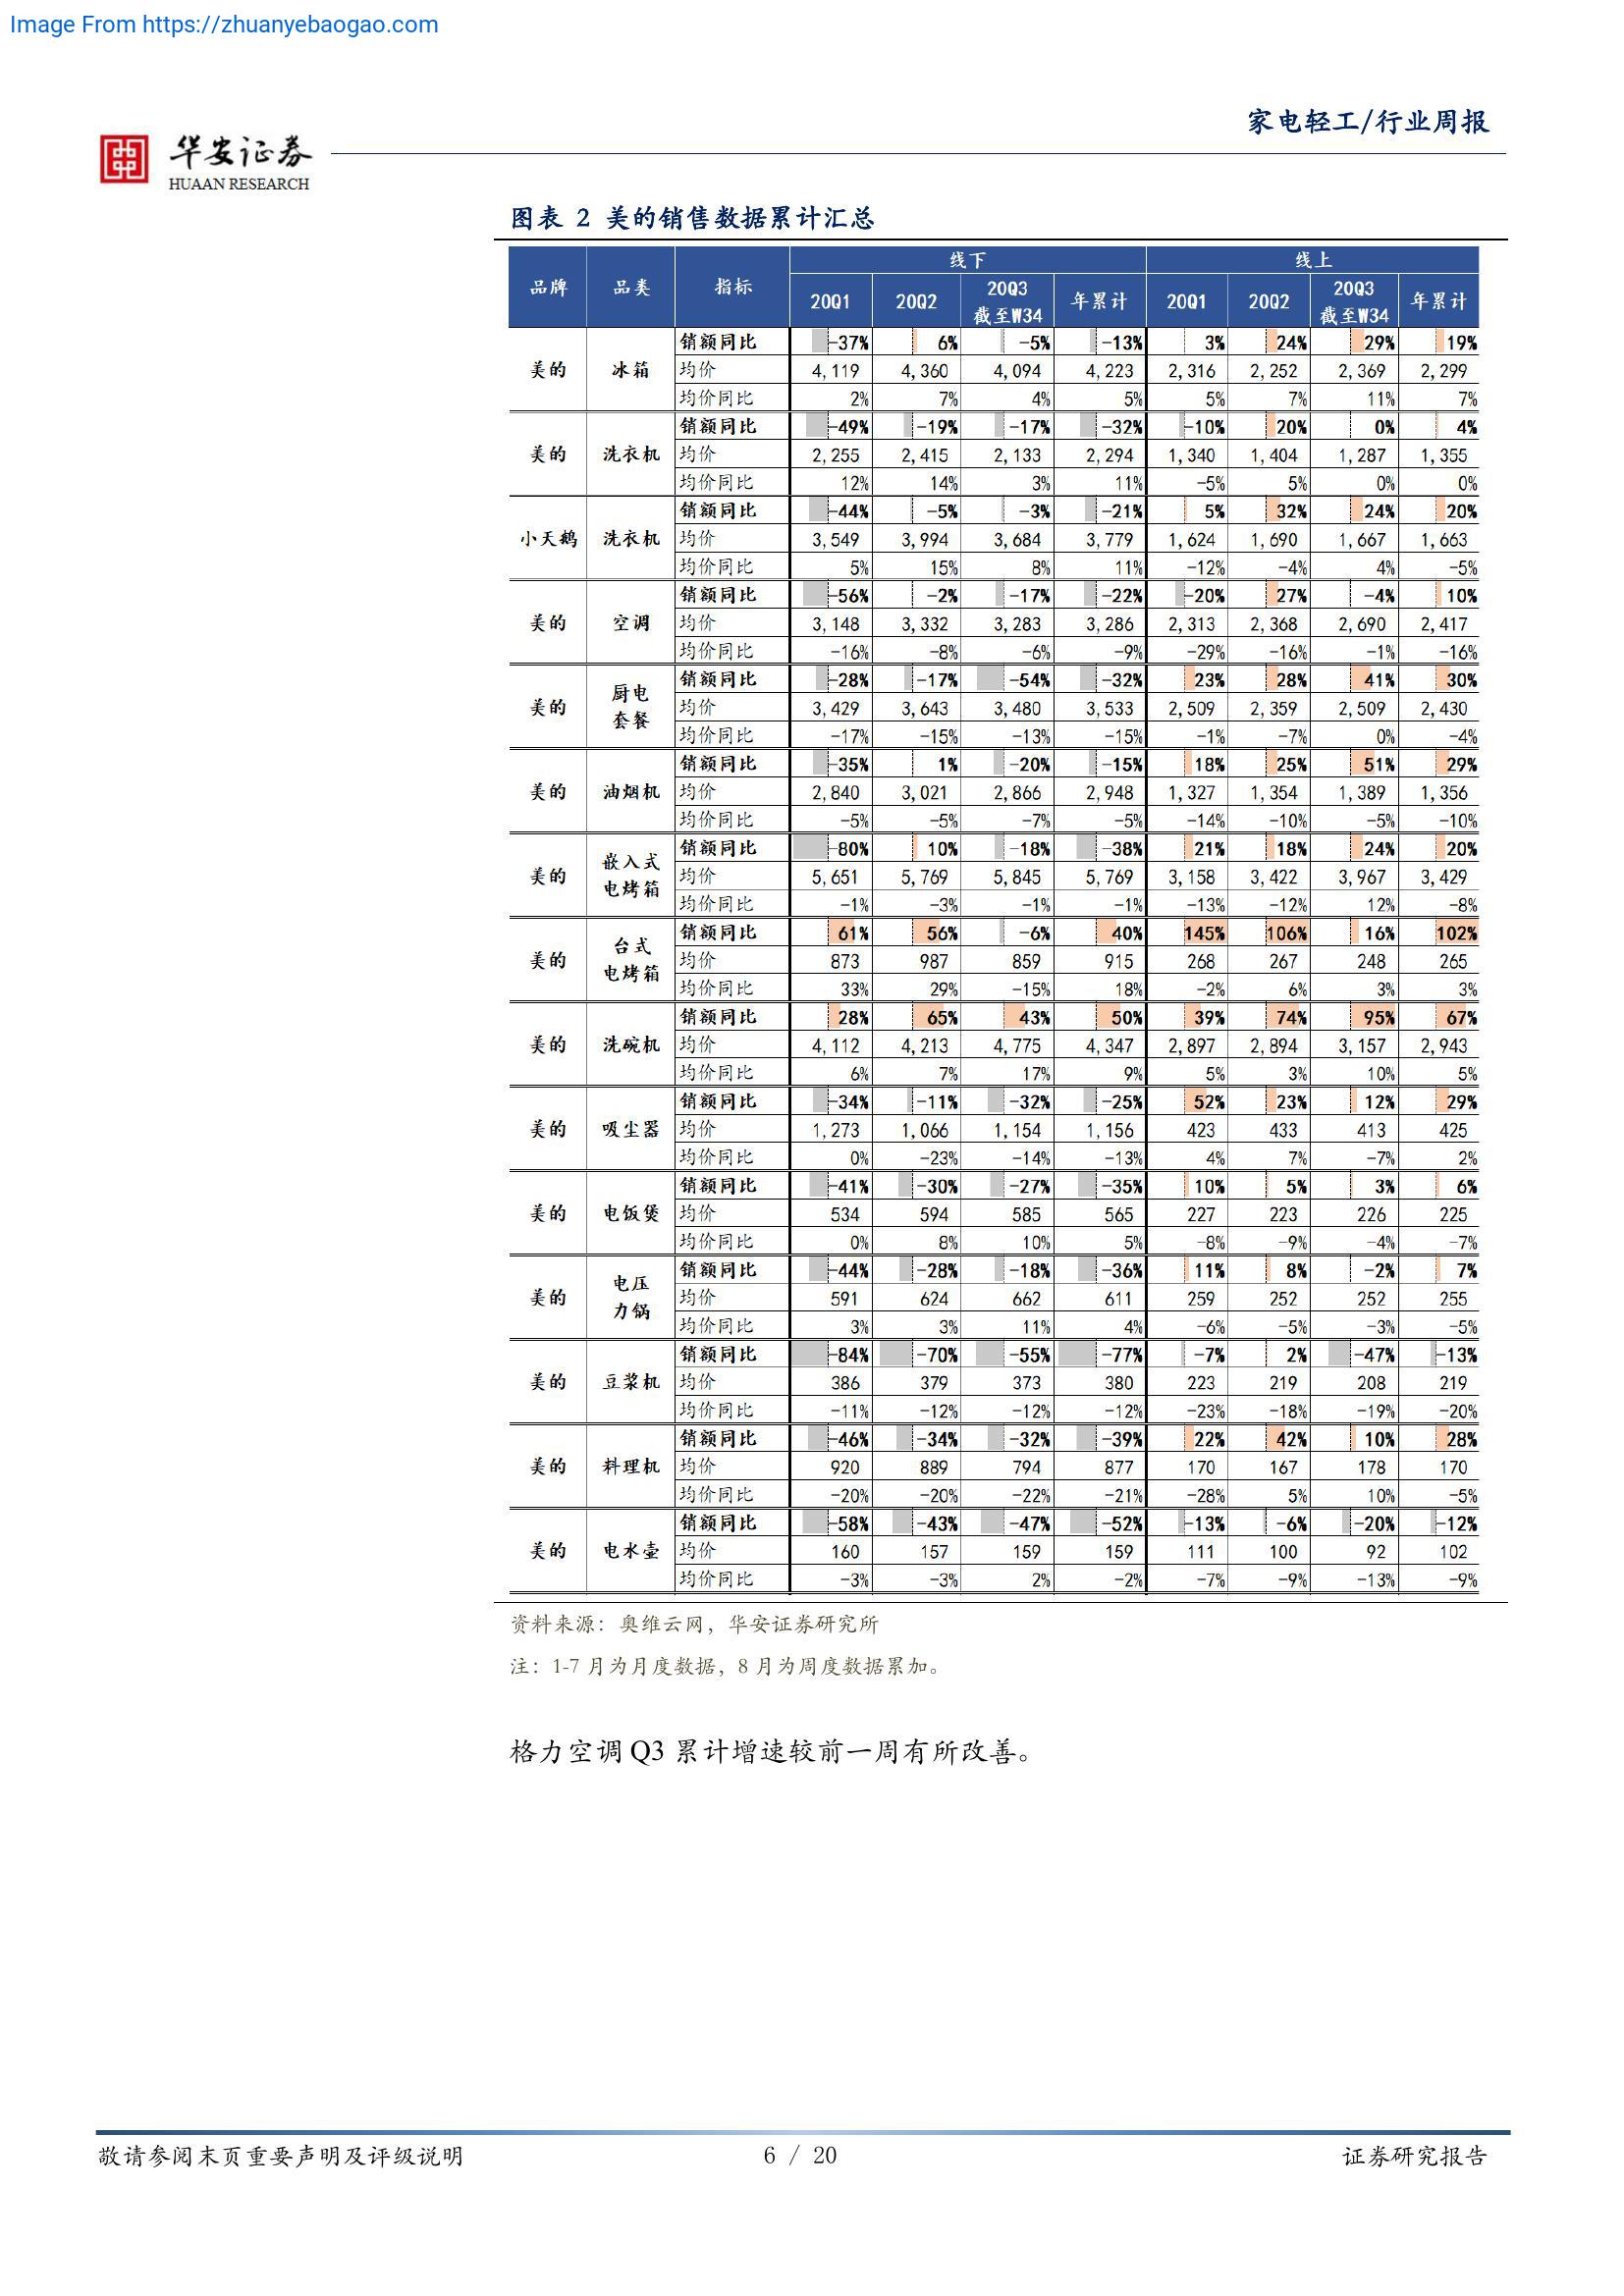 Image From https://zhuanyebaogao.com
家电轻工/行业周报
华安证券
HUAAN RESEARCH
图表 2 美的销售数据累计汇总
品牌 品类 指标 线下 线上
20Q1 20Q2 20Q3 截至W34 年累计 20Q1 20Q2 20Q3 截至W34 年累计
美的 冰箱 销额同比 -37% 6% -5% -13% 3% 24% 29% 19%
均价 4,119 4,360 4,094 4,223 2,316 2,252 2,369 2,299
均价同比 2% 7% 4% 5% 5% 7% 11% 7%
美的 洗衣机 销额同比 -49% -19% -17% -32% -10% 20% 0% 4%
均价 2,255 2,415 2,133 2,294 1,340 1,404 1,287 1,355
均价同比 12% 14% 3% 11% -5% 5% 0% 0%
小天鹅 洗衣机 销额同比 -44% -5% -3% -21% 5% 32% 24% 20%
均价 3,549 3,994 3,684 3,779 1,624 1,690 1,667 1,663
均价同比 5% 15% 8% 11% -12% -4% 4% -5%
美的 空调 销额同比 -56% -2% -17% -22% -20% 27% -4% 10%
均价 3,148 3,332 3,283 3,286 2,313 2,368 2,690 2,417
均价同比 -16% -8% -6% -9% -29% -16% -1% -16%
美的 厨电套餐 销额同比 -28% -17% -54% -32% 23% 28% 41% 30%
均价 3,429 3,643 3,480 3,533 2,509 2,359 2,509 2,430
均价同比 -17% -15% -13% -15% -1% -7% 0% -4%
美的 油烟机 销额同比 -35% 1% -20% -15% 18% 25% 51% 29%
均价 2,840 3,021 2,866 2,948 1,327 1,354 1,389 1,356
均价同比 -5% -5% -7% -5% -14% -10% -5% -10%
美的 嵌入式电烤箱 销额同比 -80% 10% -18% -38% 21% 18% 24% 20%
均价 5,651 5,769 5,845 5,769 3,158 3,422 3,967 3,429
均价同比 -1% -3% -1% -1% -13% -12% 12% -8%
美的 台式电烤箱 销额同比 61% 56% -6% 40% 145% 106% 16% 102%
均价 873 987 859 915 268 267 248 265
均价同比 33% 29% -15% 18% -2% 6% 3% 3%
美的 洗碗机 销额同比 28% 65% 43% 50% 39% 74% 95% 67%
均价 4,112 4,213 4,775 4,347 2,897 2,894 3,157 2,943
均价同比 6% 7% 17% 9% 5% 3% 10% 5%
美的 吸尘器 销额同比 -34% -11% -32% -25% 52% 23% 12% 29%
均价 1,273 1,066 1,154 1,156 423 433 413 425
均价同比 0% -23% -14% -13% 4% 7% -7% 2%
美的 电饭煲 销额同比 -41% -30% -27% -35% 10% 5% 3% 6%
均价 534 594 585 565 227 223 226 225
均价同比 0% 8% 10% 5% -8% -9% -4% -7%
美的 电压力锅 销额同比 -44% -28% -18% -36% 11% 8% -2% 7%
均价 591 624 662 611 259 252 252 255
均价同比 3% 3% 11% 4% -6% -5% -3% -5%
美的 豆浆机 销额同比 -84% -70% -55% -77% -7% 2% -47% -13%
均价 386 379 373 380 223 219 208 219
均价同比 -11% -12% -12% -12% -23% -18% -19% -20%
美的 料理机 销额同比 -46% -34% -32% -39% 22% 42% 10% 28%
均价 920 889 794 877 170 167 178 170
均价同比 -20% -20% -22% -21% -28% 5% 10% -5%
美的 电水壶 销额同比 -58% -43% -47% -52% -13% -6% -20% -12%
均价 160 157 159 159 111 100 92 102
均价同比 -3% -3% 2% -2% -7% -9% -13% -9%
资料来源：奥维云网，华安证券研究所
注：1-7 月为月度数据，8 月为周度数据累加。
格力空调 Q3 累计增速较前一周有所改善。
敬请参阅末页重要声明及评级说明 6 / 20 证券研究报告